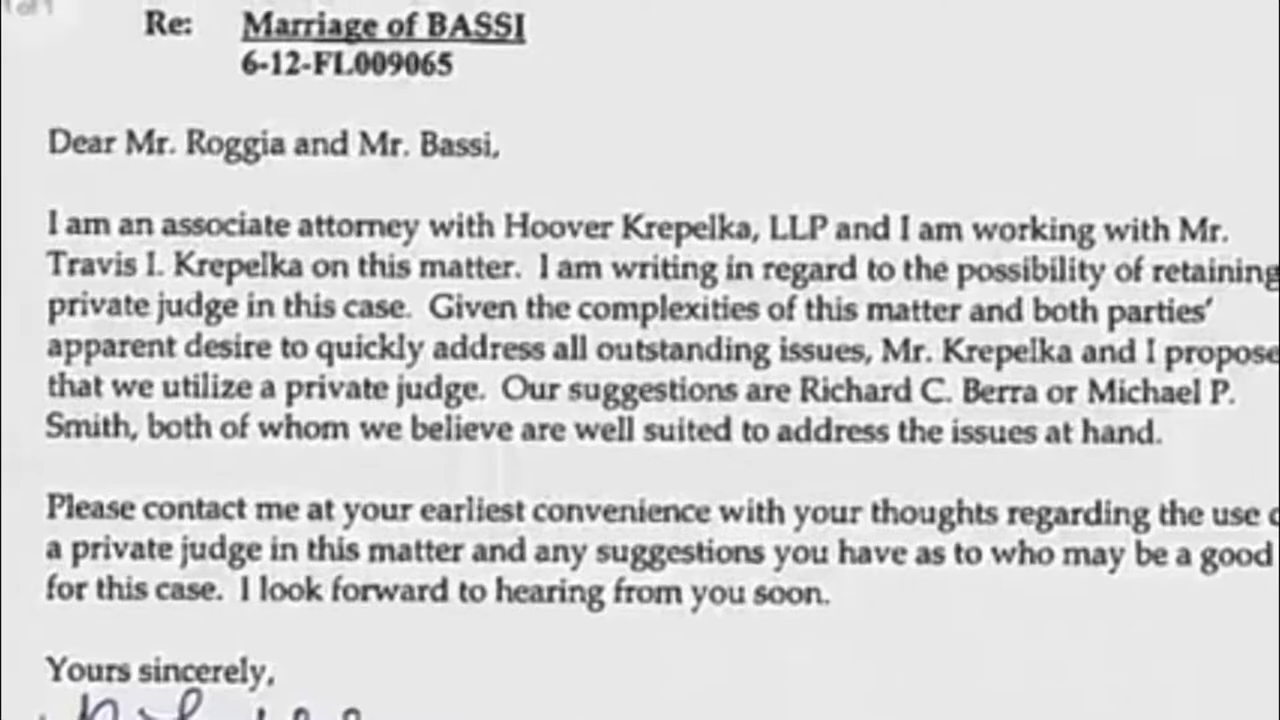 Re: Marriage of BASSI
6-12-FL009065
Dear Mr. Roggia and Mr. Bassi,
I am an associate attorney with Hoover Krepelka, LLP and I am working with Mr.
Travis I. Krepelka on this matter. I am writing in regard to the possibility of retaining
private judge in this case. Given the complexities of this matter and both parties'
apparent desire to quickly address all outstanding issues, Mr. Krepelka and I propose
that we utilize a private judge. Our suggestions are Richard C. Berra or Michael P.
Smith, both of whom we believe are well suited to address the issues at hand.
Please contact me at your earliest convenience with your thoughts regarding the use
a private judge in this matter and any suggestions you have as to who may be a good
for this case. I look forward to hearing from you soon.
Yours sincerely,